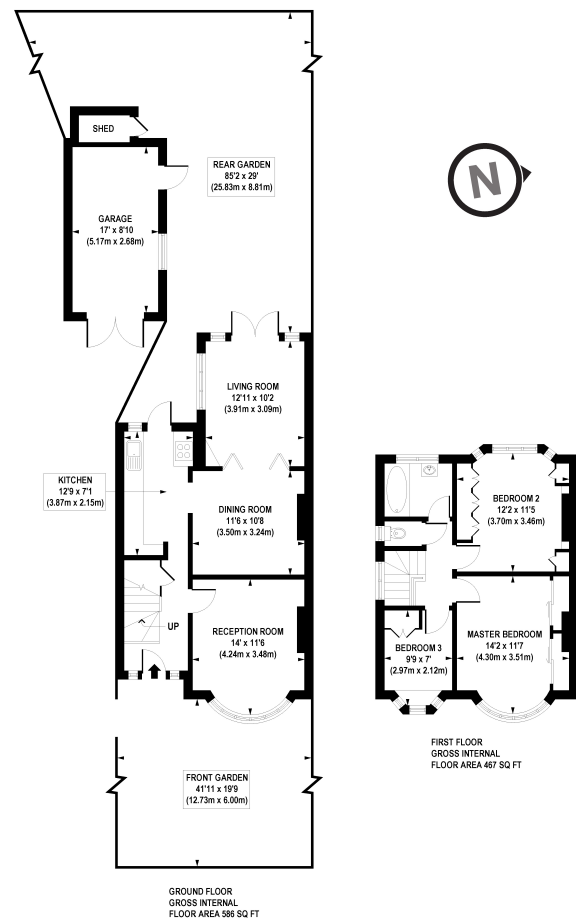 SHED
REAR GARDEN
85'2 x 29'
(25.83m x 8.81m)
N
GARAGE
17' x 8'10
(5.17m x 2.68m)
LIVING ROOM
12'11 x 10'2
(3.91m x 3.09m)
KITCHEN
12'9 x 7'1
(3.87m x 2.15m)
DINING ROOM
11'6 x 10'8
(3.50m x 3.24m)
UP
RECEPTION ROOM
14' x 11'6
(4.24m x 3.48m)
FRONT GARDEN
41'11 x 19'9
(12.73m x 6.00m)
GROUND FLOOR
GROSS INTERNAL
FLOOR AREA 586 SQ FT
BEDROOM 2
12'2 x 11'5
(3.70m x 3.46m)
MASTER BEDROOM
14'2 x 11'7
(4.30m x 3.51m)
BEDROOM 3
9'9 x 7'
(2.97m x 2.12m)
FIRST FLOOR
GROSS INTERNAL
FLOOR AREA 467 SQ FT